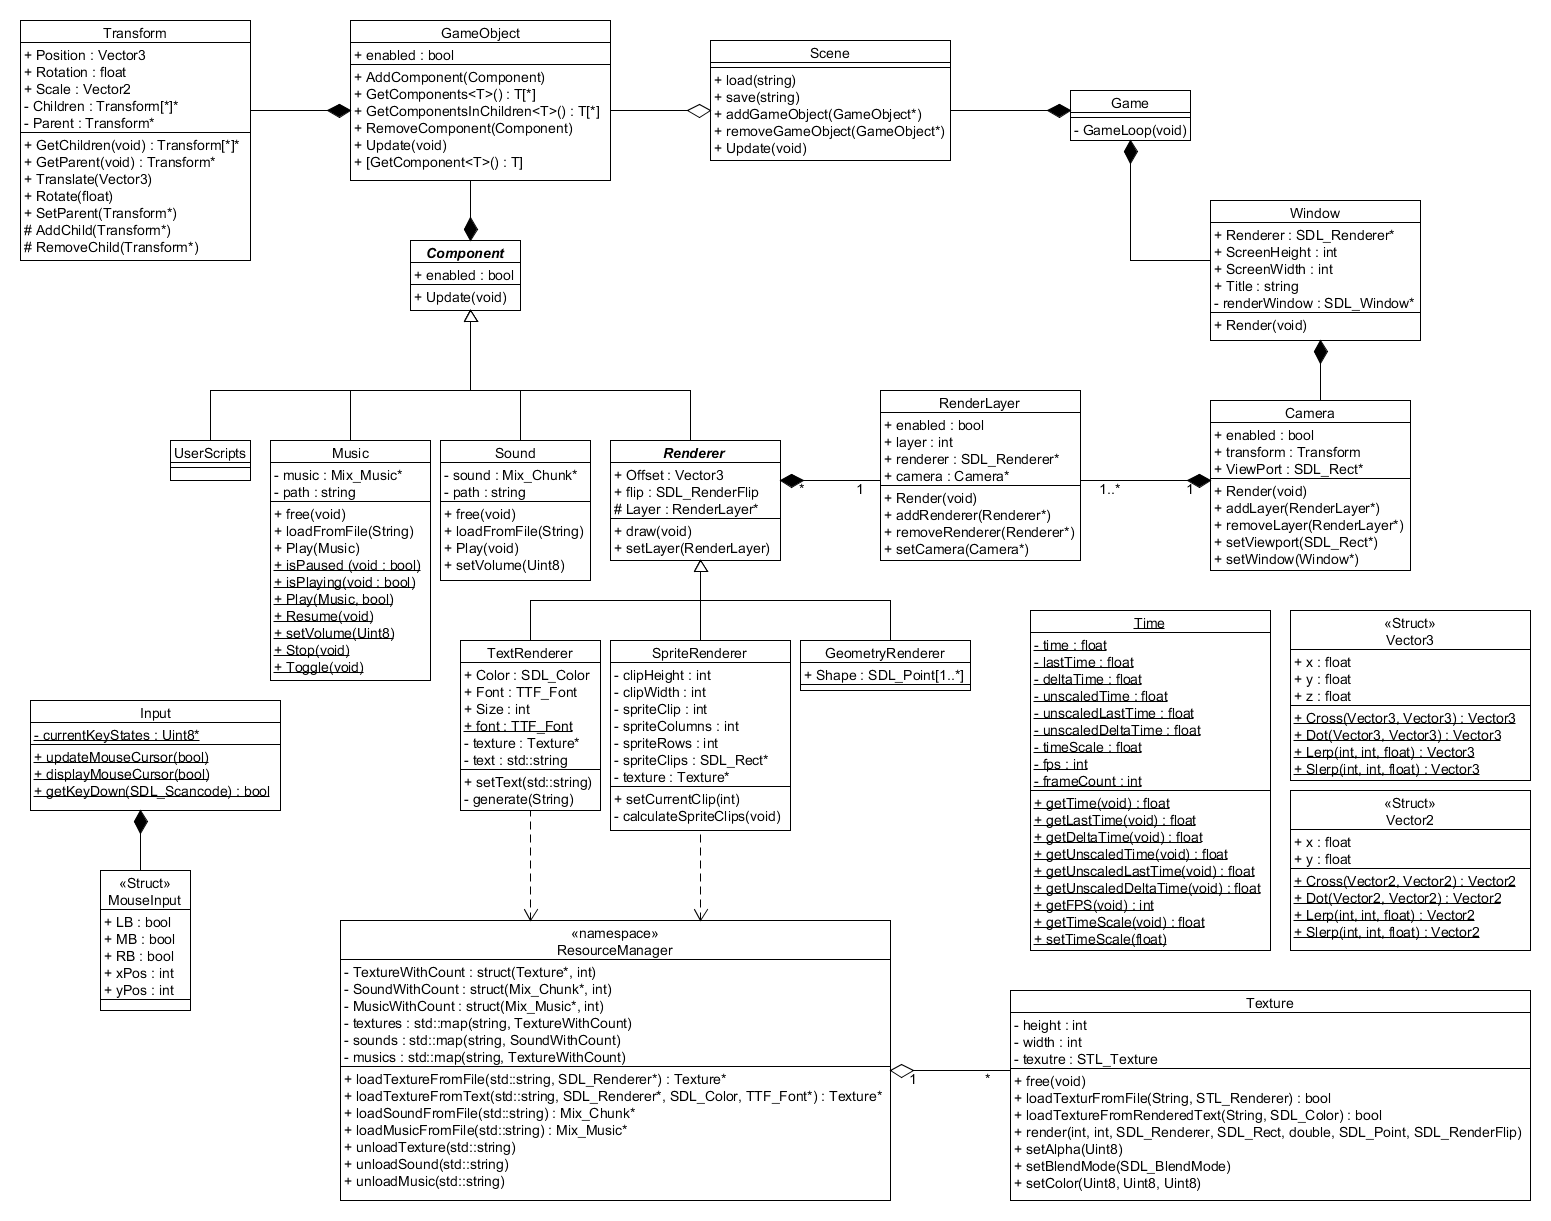 Transform
+ Position : Vector3
+ Rotation : float
+ Scale : Vector2
- Children : Transform[*]*
- Parent : Transform*
+ GetChildren(void) : Transform[*]*
+ GetParent(void) : Transform*
+ Translate(Vector3)
+ Rotate(float)
+ SetParent(Transform*)
# AddChild(Transform*)
# RemoveChild(Transform*)
GameObject
+ enabled : bool
+ AddComponent(Component)
+ GetComponents<T>() : T[*]
+ GetComponentsInChildren<T>() : T[*]
+ RemoveComponent(Component)
+ Update(void)
+ [GetComponent<T>() : T]
Scene
+ load(string)
+ save(string)
+ addGameObject(GameObject*)
+ removeGameObject(GameObject*)
+ Update(void)
Game
- GameLoop(void)
Window
+ Renderer : SDL_Renderer*
+ ScreenHeight : int
+ ScreenWidth : int
+ Title : string
- renderWindow : SDL_Window*
+ Render(void)
Component
+ enabled : bool
+ Update(void)
UserScripts
Music
- music : Mix_Music*
- path : string
+ free(void)
+ loadFromFile(String)
+ Play(Music)
+ isPaused (void : bool)
+ isPlaying(void : bool)
+ Play(Music, bool)
+ Resume(void)
+ setVolume(Uint8)
+ Stop(void)
+ Toggle(void)
Sound
- sound : Mix_Chunk*
- path : string
+ free(void)
+ loadFromFile(String)
+ Play(void)
+ setVolume(Uint8)
Renderer
+ Offset : Vector3
+ flip : SDL_RenderFlip
# Layer : RenderLayer*
+ draw(void)
+ setLayer(RenderLayer)
*
1
RenderLayer
+ enabled : bool
+ layer : int
+ renderer : SDL_Renderer*
+ camera : Camera*
+ Render(void)
+ addRenderer(Renderer*)
+ removeRenderer(Renderer*)
+ setCamera(Camera*)
1..*
1
Camera
+ enabled : bool
+ transform : Transform
+ ViewPort : SDL_Rect*
+ Render(void)
+ addLayer(RenderLayer*)
+ removeLayer(RenderLayer*)
+ setViewport(SDL_Rect*)
+ setWindow(Window*)
TextRenderer
+ Color : SDL_Color
+ Font : TTF_Font
+ Size : int
+ font : TTF_Font
- texture : Texture*
- text : std::string
+ setText(std::string)
- generate(String)
SpriteRenderer
- clipHeight : int
- clipWidth : int
- spriteClip : int
- spriteColumns : int
- spriteRows : int
- spriteClips : SDL_Rect*
- texture : Texture*
+ setCurrentClip(int)
- calculateSpriteClips(void)
GeometryRenderer
+ Shape : SDL_Point[1..*]
Time
- time : float
- lastTime : float
- deltaTime : float
- unscaledTime : float
- unscaledLastTime : float
- unscaledDeltaTime : float
- timeScale : float
- fps : int
- frameCount : int
+ getTime(void) : float
+ getLastTime(void) : float
+ getDeltaTime(void) : float
+ getUnscaledTime(void) : float
+ getUnscaledLastTime(void) : float
+ getUnscaledDeltaTime(void) : float
+ getFPS(void) : int
+ getTimeScale(void) : float
+ setTimeScale(float)
«Struct»
Vector3
+ x : float
+ y : float
+ z : float
+ Cross(Vector3, Vector3) : Vector3
+ Dot(Vector3, Vector3) : Vector3
+ Lerp(int, int, float) : Vector3
+ Slerp(int, int, float) : Vector3
«Struct»
Vector2
+ x : float
+ y : float
+ Cross(Vector2, Vector2) : Vector2
+ Dot(Vector2, Vector2) : Vector2
+ Lerp(int, int, float) : Vector2
+ Slerp(int, int, float) : Vector2
Input
- currentKeyStates : Uint8*
+ updateMouseCursor(bool)
+ displayMouseCursor(bool)
+ getKeyDown(SDL_Scancode) : bool
«Struct»
MouseInput
+ LB : bool
+ MB : bool
+ RB : bool
+ xPos : int
+ yPos : int
«namespace»
ResourceManager
- TextureWithCount : struct(Texture*, int)
- SoundWithCount : struct(Mix_Chunk*, int)
- MusicWithCount : struct(Mix_Music*, int)
- textures : std::map(string, TextureWithCount)
- sounds : std::map(string, SoundWithCount)
- musics : std::map(string, TextureWithCount)
+ loadTextureFromFile(std::string, SDL_Renderer*) : Texture*
+ loadTextureFromText(std::string, SDL_Renderer*, SDL_Color, TTF_Font*) : Texture*
+ loadSoundFromFile(std::string) : Mix_Chunk*
+ loadMusicFromFile(std::string) : Mix_Music*
+ unloadTexture(std::string)
+ unloadSound(std::string)
+ unloadMusic(std::string)
1
*
Texture
- height : int
- width : int
- texutre : STL_Texture
+ free(void)
+ loadTexturFromFile(String, STL_Renderer) : bool
+ loadTextureFromRenderedText(String, SDL_Color) : bool
+ render(int, int, SDL_Renderer, SDL_Rect, double, SDL_Point, SDL_RenderFlip)
+ setAlpha(Uint8)
+ setBlendMode(SDL_BlendMode)
+ setColor(Uint8, Uint8, Uint8)